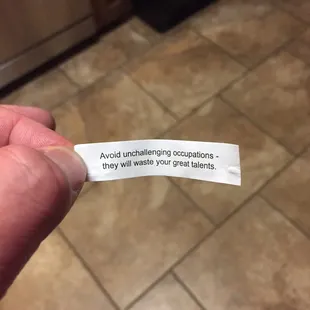 Avoid unchallenging occupations -
they will waste your great talents.